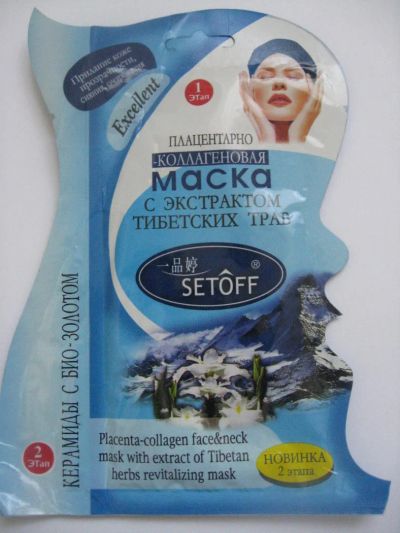 Придание коже
прозрачности,
сияния,
Excellent
1
ЭТАП
ПЛАЦЕНТАРНО
-КОЛЛАГЕНОВАЯ
МАСКА
С ЭКСТРАКТОМ
ТИБЕТСКИХ ТРАВ
一品婷
SETOFF®
КЕРАМИДЫ С БИО-ЗОЛОТОМ
2
ЭТАП
Placenta-collagen face&neck
mask with extract of Tibetan
herbs revitalizing mask
НОВИНКА
2 этапа